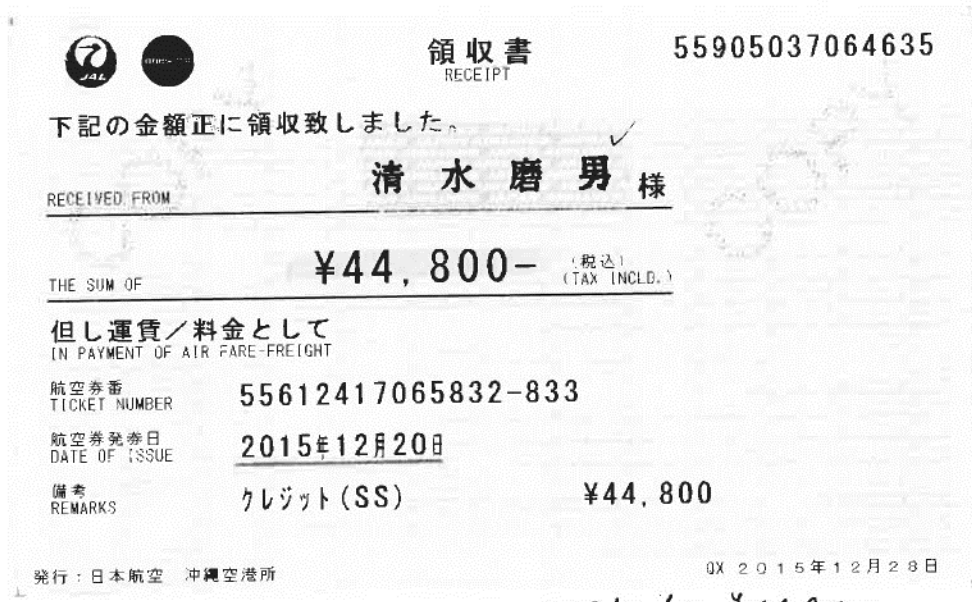 JAL
領収書
RECEIPT
55905037064635
下記の金額正に領収致しました。
RECEIVED FROM 清水磨男 様
THE SUM OF ¥44,800- (税込)
(TAX INCLD.)
但し運賃/料金として
IN PAYMENT OF AIR FARE-FREIGHT
航空券番
TICKET NUMBER 55612417065832-833
航空券発券日
DATE OF ISSUE 2015年12月20日
備考
REMARKS クレジット(SS) ¥44,800
発行:日本航空 沖縄空港所
QX 2015年12月28日